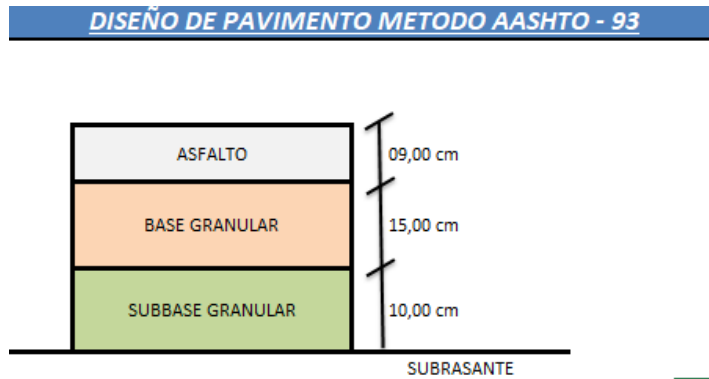 DISEÑO DE PAVIMENTO METODO AASHTO - 93
ASFALTO
09,00 cm
BASE GRANULAR
15,00 cm
SUBBASE GRANULAR
10,00 cm
SUBRASANTE